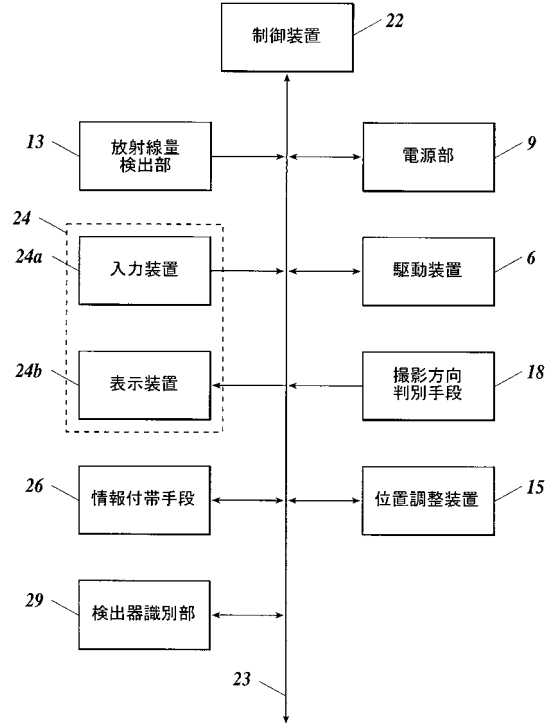 制御装置
22
13
放射線量
検出部
電源部
9
24
24a
入力装置
駆動装置
6
24b
表示装置
撮影方向
判別手段
18
26
情報付帯手段
位置調整装置
15
29
検出器識別部
23